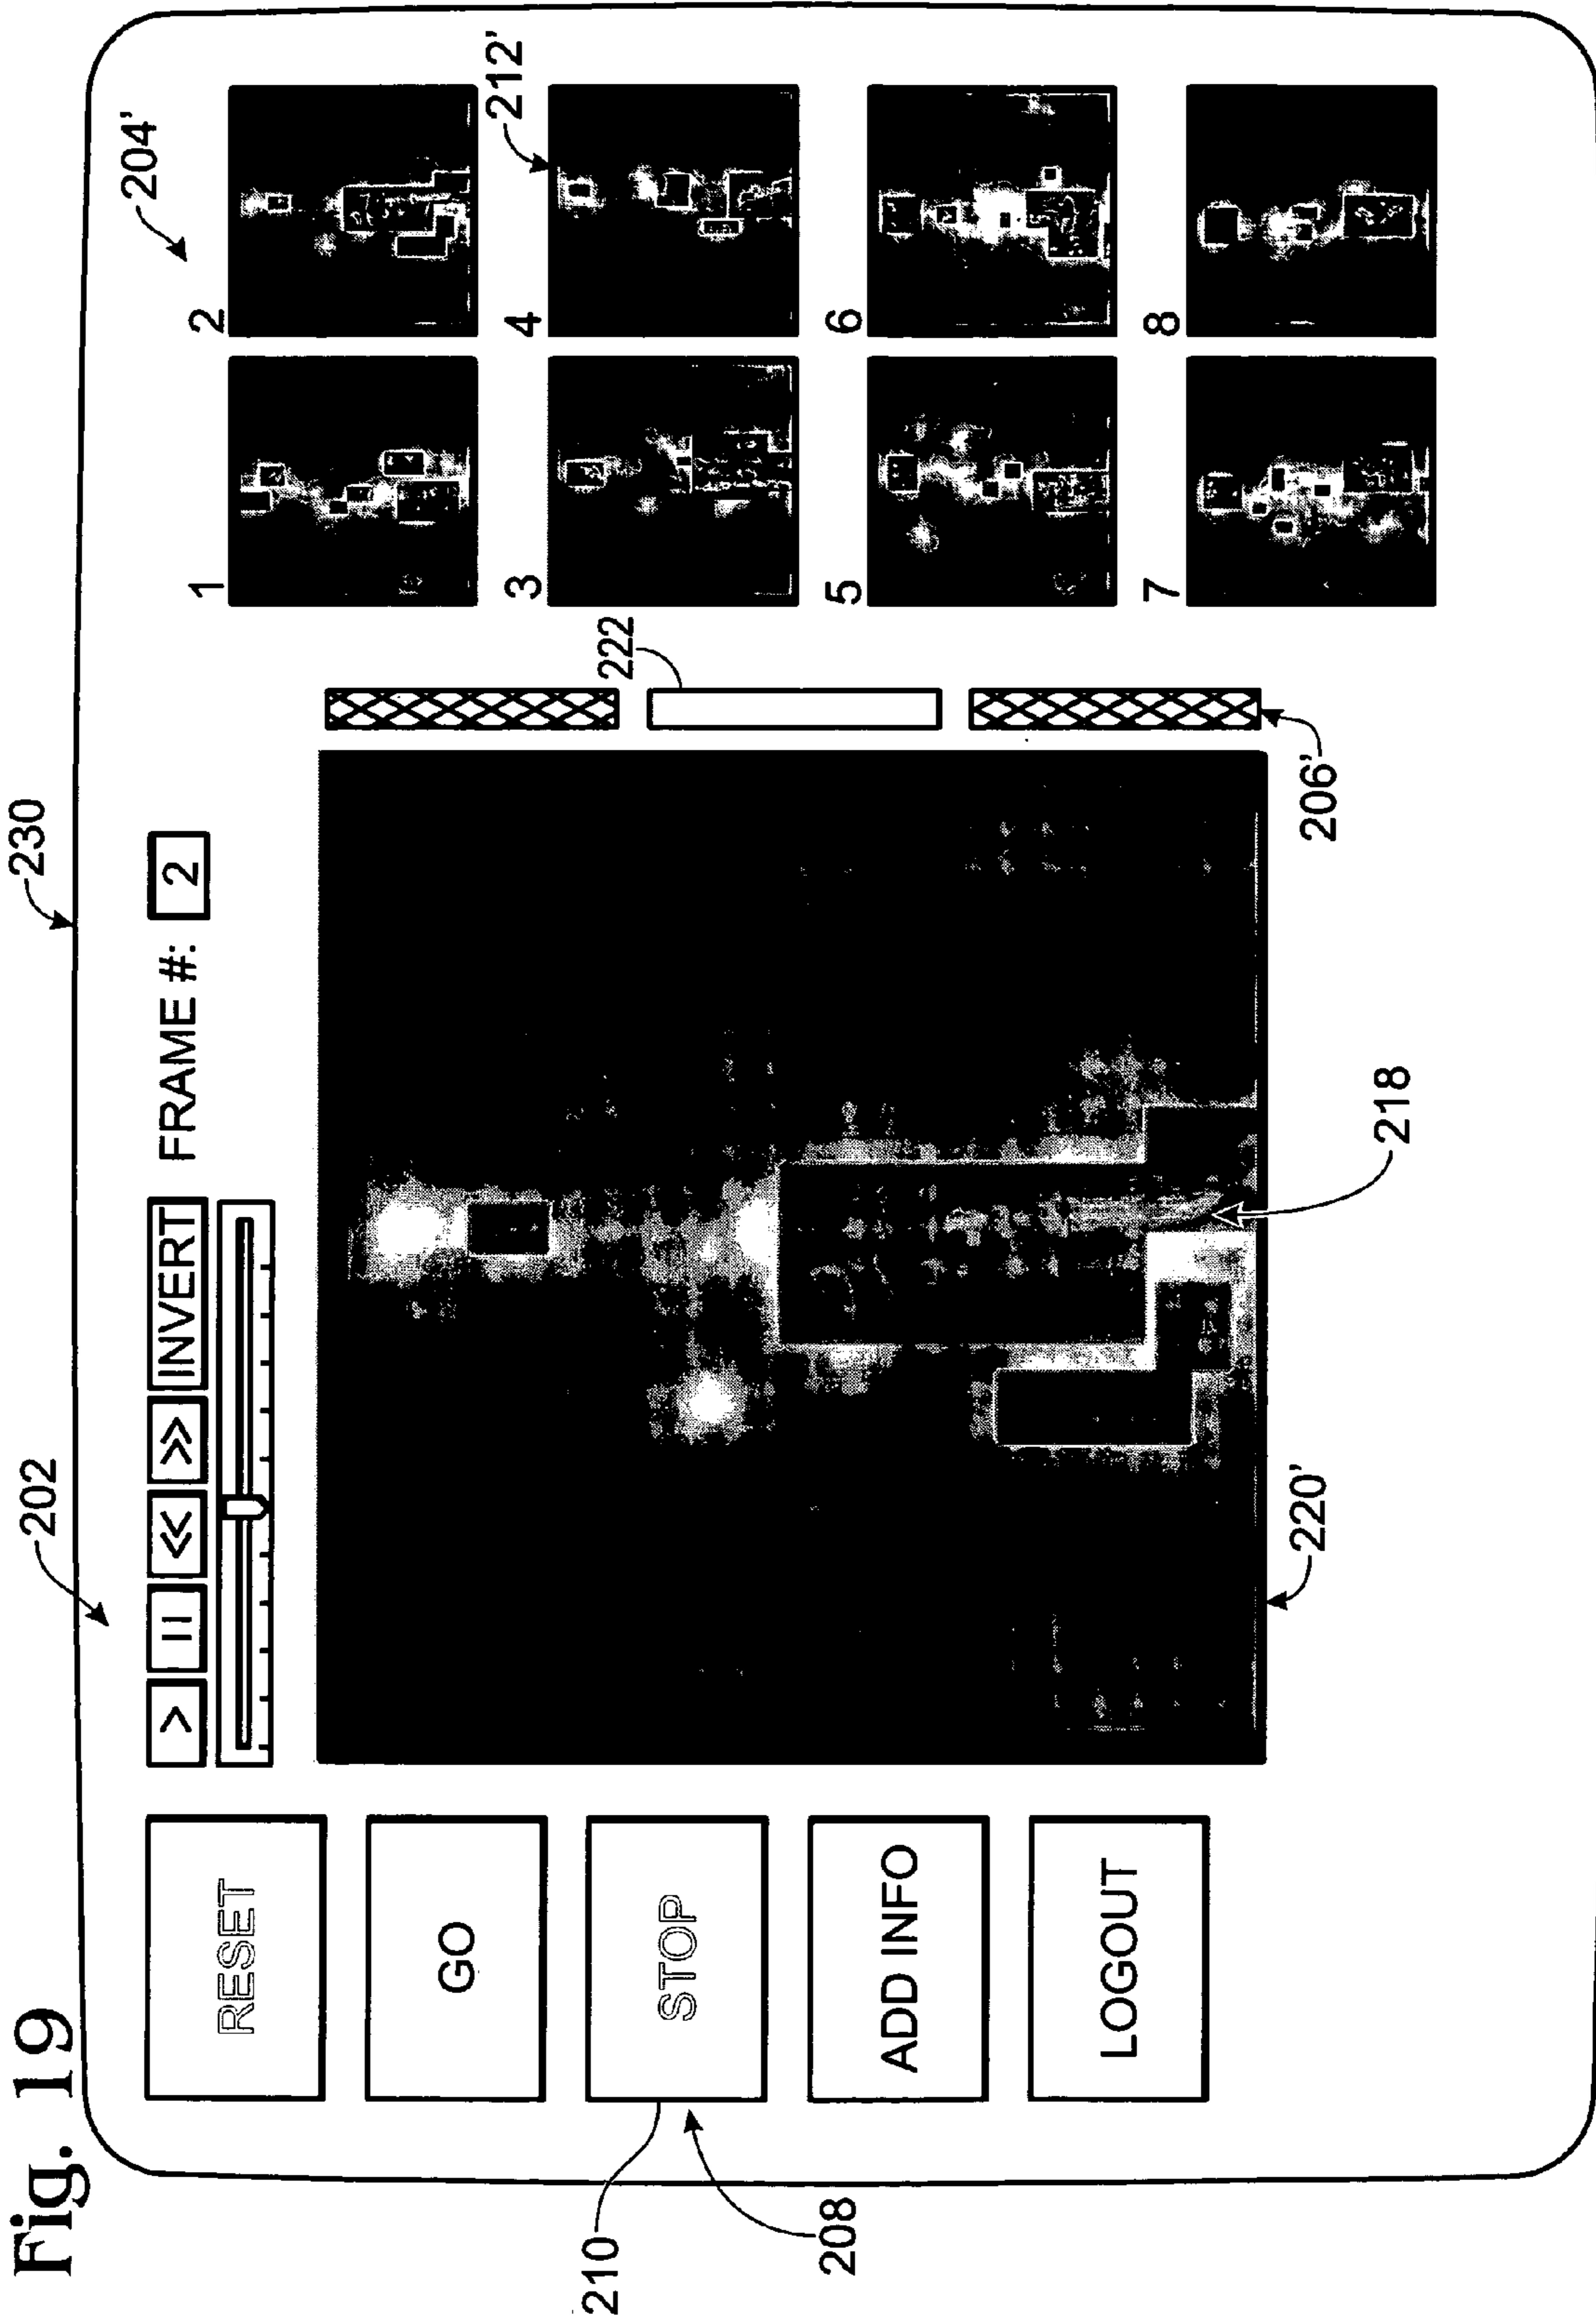 Fig. 19
230
202
> || << >> INVERT FRAME #: 2
204'
RESET
GO
STOP
ADD INFO
LOGOUT
210
208
222
206'
220'
218
1
2
212'
3
4
5
6
7
8